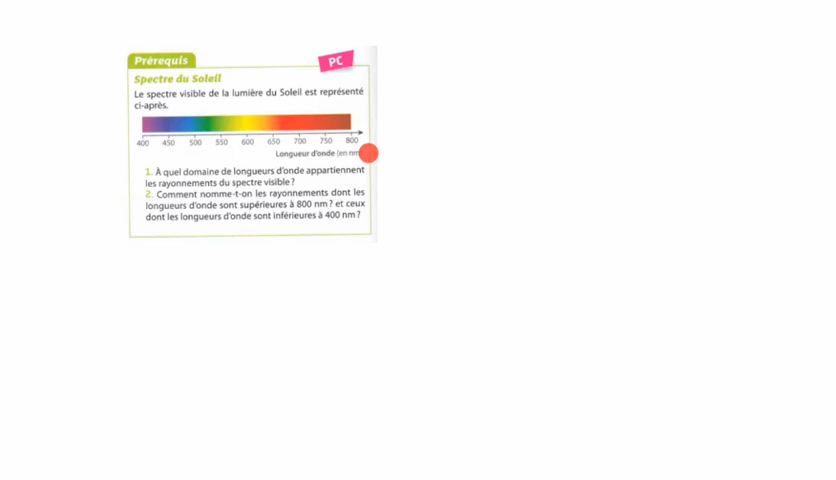 Prérequis
PC
Spectre du Soleil
Le spectre visible de la lumière du Soleil est représenté
ci-après.
400 450 500 550 600 650 700 750 800
Longueur d'onde (en nm
1. À quel domaine de longueurs d'onde appartiennent
les rayonnements du spectre visible ?
2. Comment nomme-t-on les rayonnements dont les
longueurs d'onde sont supérieures à 800 nm ? et ceux
dont les longueurs d'onde sont inférieures à 400 nm ?